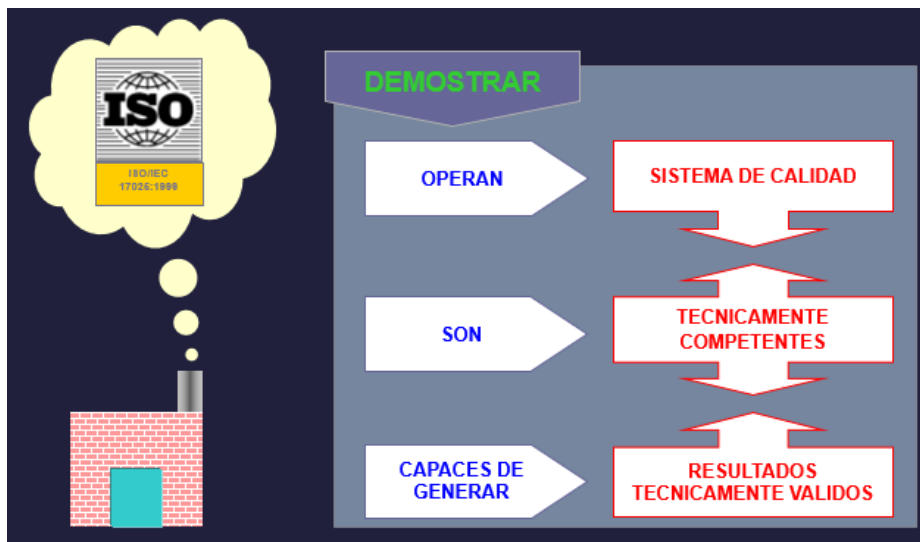 ISO
ISO/IEC
17025:1999
DEMOSTRAR
OPERAN
SISTEMA DE CALIDAD
SON
TECNICAMENTE
COMPETENTES
CAPACES DE
GENERAR
RESULTADOS
TECNICAMENTE VALIDOS